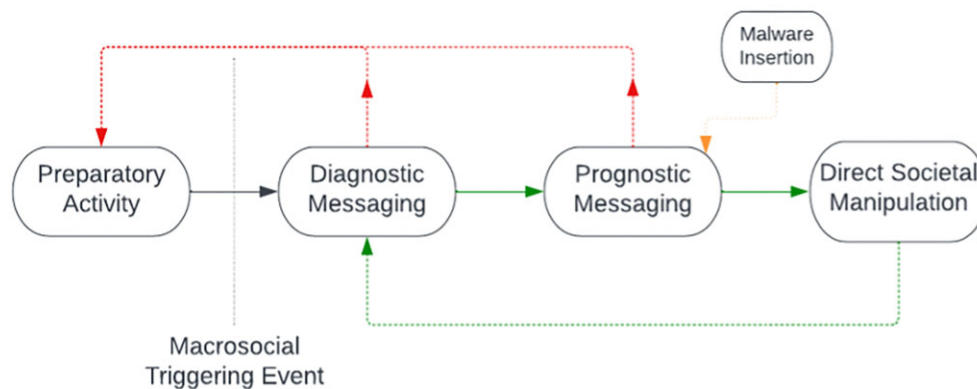 Malware
Insertion
Preparatory
Activity
Diagnostic
Messaging
Prognostic
Messaging
Direct Societal
Manipulation
Macrosocial
Triggering Event